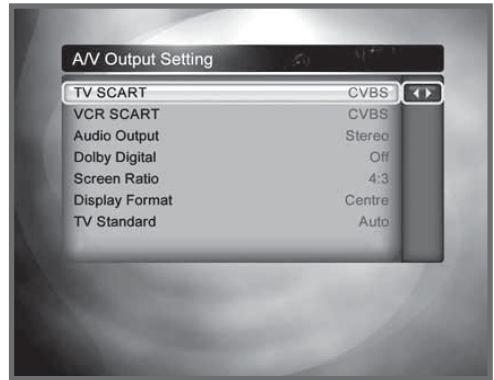 A/V Output Setting
TV SCART CVBS
VCR SCART CVBS
Audio Output Stereo
Dolby Digital Off
Screen Ratio 4:3
Display Format Centre
TV Standard Auto